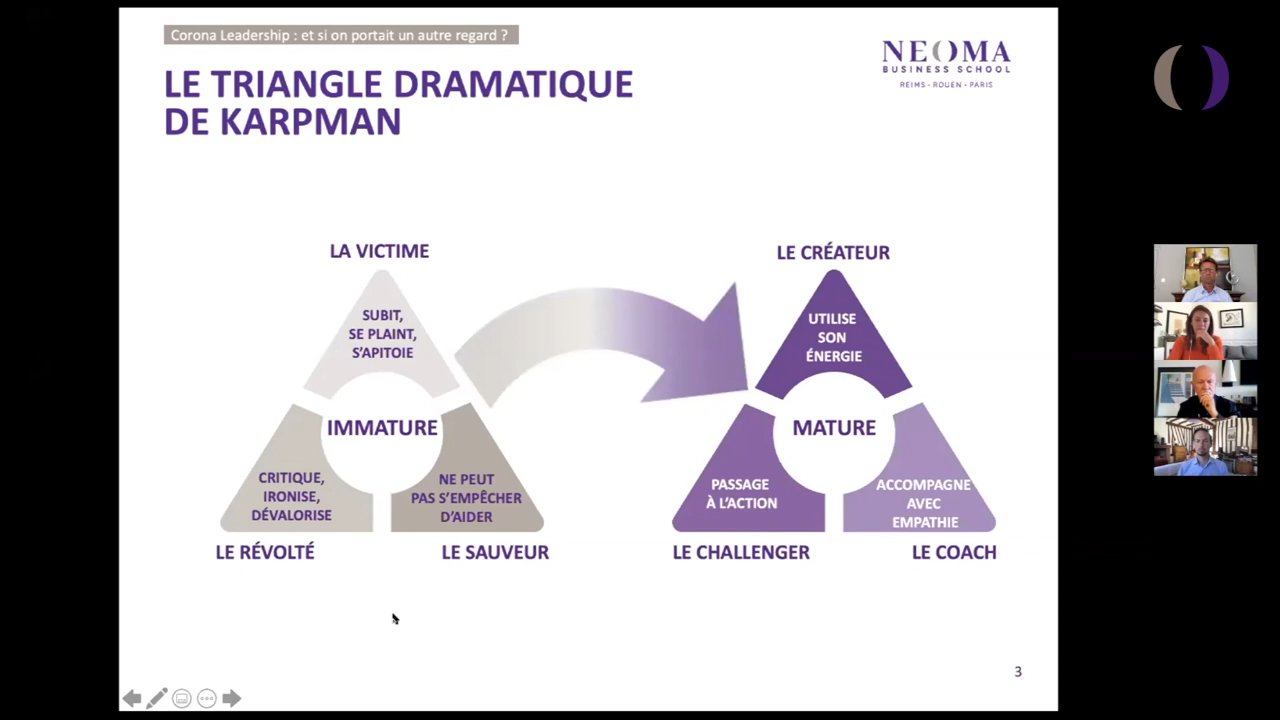 Corona Leadership : et si on portait un autre regard ?
NEOMA
BUSINESS SCHOOL
REIMS - ROUEN - PARIS
LE TRIANGLE DRAMATIQUE
DE KARPMAN
LA VICTIME
SUBIT,
SE PLAINT,
S'APITOIE
IMMATURE
CRITIQUE,
IRONISE,
DÉVALORISE
NE PEUT
PAS S'EMPÊCHER
D'AIDER
LE RÉVOLTÉ
LE SAUVEUR
LE CRÉATEUR
UTILISE
SON
ÉNERGIE
MATURE
PASSAGE
À L'ACTION
ACCOMPAGNE
AVEC
EMPATHIE
LE CHALLENGER
LE COACH
3